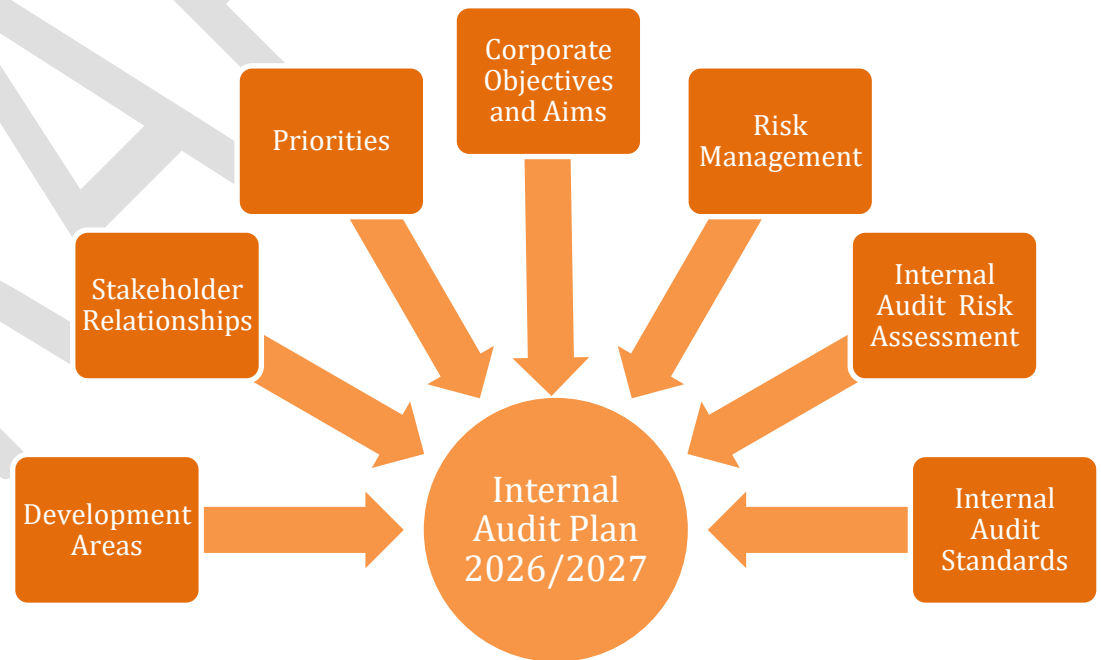 Corporate
Objectives
and Aims
Priorities
Risk
Management
Stakeholder
Relationships
Internal
Audit  Risk
Assessment
Development
Areas
Internal
Audit Plan
2026/2027
Internal
Audit
Standards